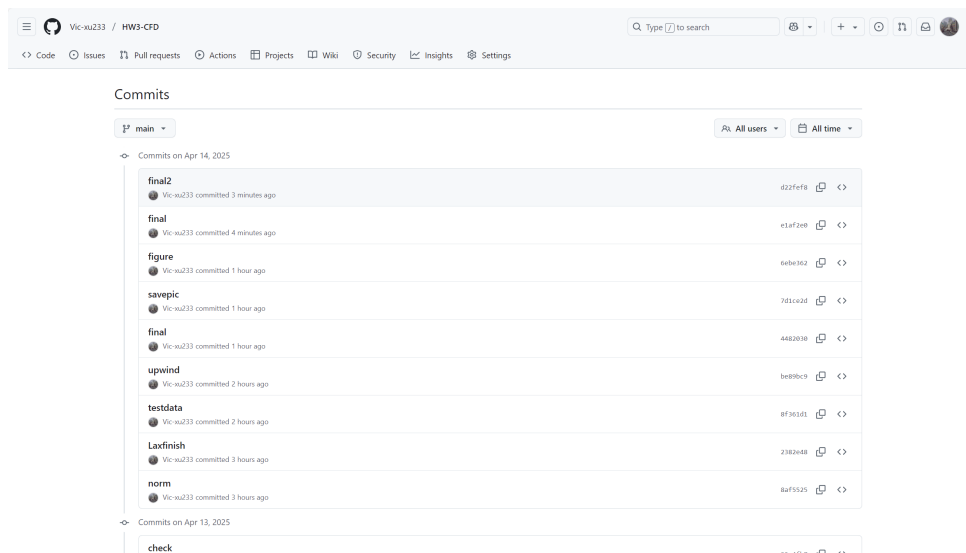 Vic-xu233 / HW3-CFD
Type / to search
Code Issues Pull requests Actions Projects Wiki Security Insights Settings
Commits
main All users All time
Commits on Apr 14, 2025
final2
Vic-xu233 committed 3 minutes ago
d22fef8
final
Vic-xu233 committed 4 minutes ago
e1af2e0
figure
Vic-xu233 committed 1 hour ago
6ebe362
savepic
Vic-xu233 committed 1 hour ago
7d1ce2d
final
Vic-xu233 committed 1 hour ago
4482030
upwind
Vic-xu233 committed 2 hours ago
be89bc9
testdata
Vic-xu233 committed 2 hours ago
8f361d1
Laxfinish
Vic-xu233 committed 3 hours ago
2382e48
norm
Vic-xu233 committed 3 hours ago
8af5525
Commits on Apr 13, 2025
check